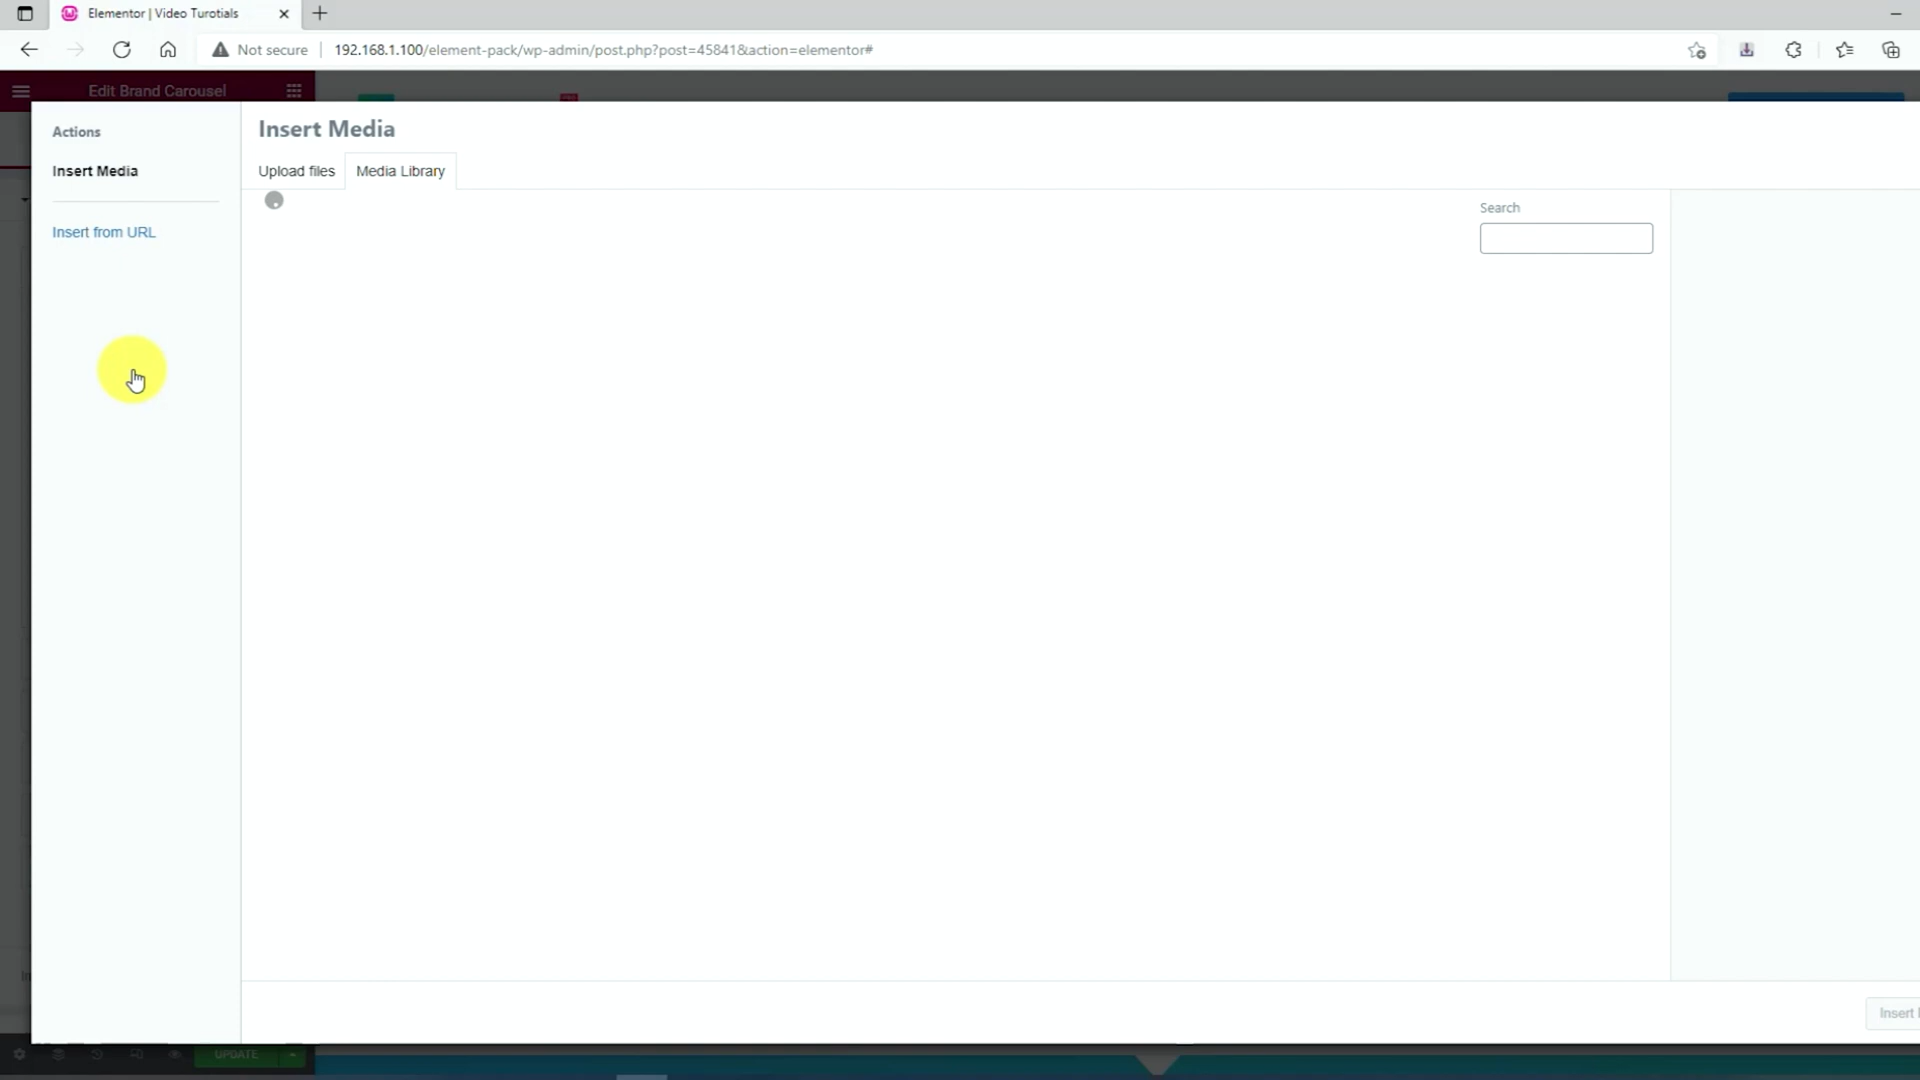 Elementor | Video Turotials
Not secure
192.168.1.100/element-pack/wp-admin/post.php?post=45841&action=elementor#
Edit Brand Carousel
Actions
Insert Media
Insert from URL
Insert Media
Upload files
Media Library
Search
Insert
UPDATE